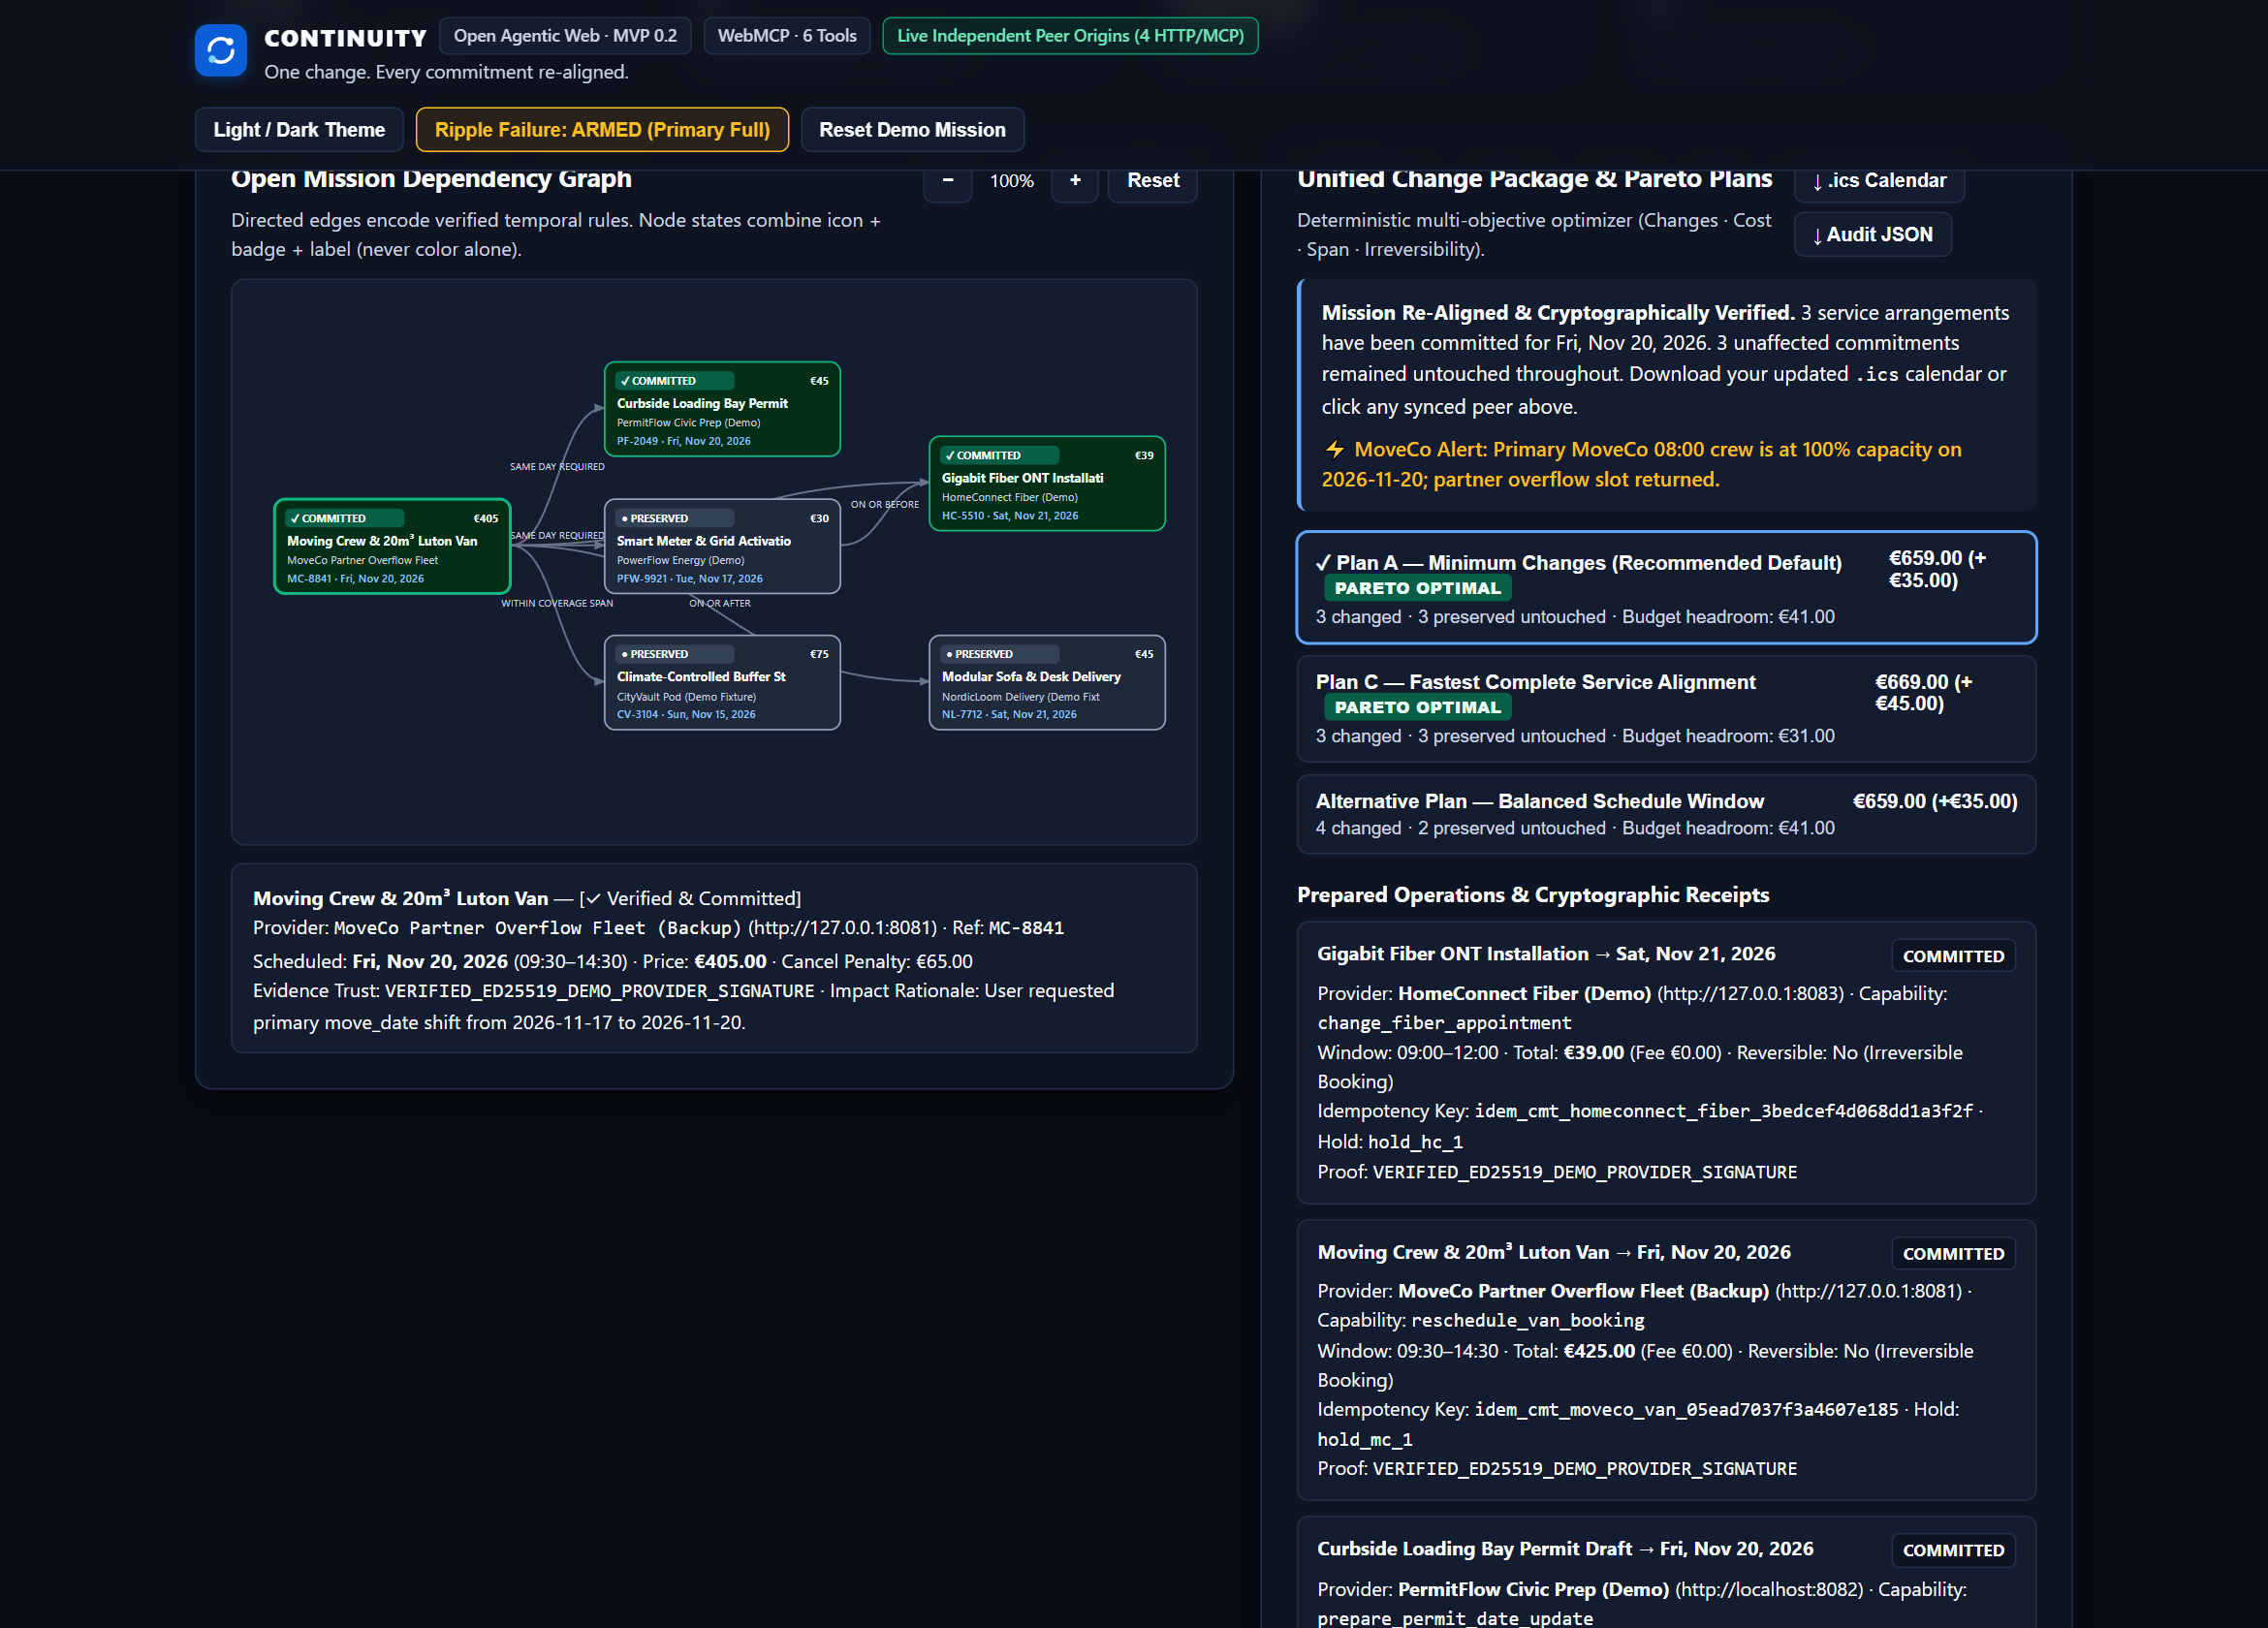 CONTINUITY
Open Agentic Web · MVP 0.2
WebMCP · 6 Tools
Live Independent Peer Origins (4 HTTP/MCP)
One change. Every commitment re-aligned.
Light / Dark Theme
Ripple Failure: ARMED (Primary Full)
Reset Demo Mission
Open Mission Dependency Graph
−
100%
+
Reset
Directed edges encode verified temporal rules. Node states combine icon +
badge + label (never color alone).
✓ COMMITTED
€45
Curbside Loading Bay Permit
PermitFlow Civic Prep (Demo)
PF-2049 · Fri, Nov 20, 2026
SAME DAY REQUIRED
✓ COMMITTED
€39
Gigabit Fiber ONT Installati
HomeConnect Fiber (Demo)
HC-5510 · Sat, Nov 21, 2026
ON OR BEFORE
✓ COMMITTED
€405
Moving Crew & 20m³ Luton Van
MoveCo Partner Overflow Fleet
MC-8841 · Fri, Nov 20, 2026
SAME DAY REQUIRED
● PRESERVED
€30
Smart Meter & Grid Activatio
PowerFlow Energy (Demo)
PFW-9921 · Tue, Nov 17, 2026
WITHIN COVERAGE SPAN
ON OR AFTER
● PRESERVED
€75
Climate-Controlled Buffer St
CityVault Pod (Demo Fixture)
CV-3104 · Sun, Nov 15, 2026
● PRESERVED
€45
Modular Sofa & Desk Delivery
NordicLoom Delivery (Demo Fixt
NL-7712 · Sat, Nov 21, 2026
Moving Crew & 20m³ Luton Van — [✓ Verified & Committed]
Provider: MoveCo Partner Overflow Fleet (Backup) (http://127.0.0.1:8081) · Ref: MC-8841
Scheduled: Fri, Nov 20, 2026 (09:30–14:30) · Price: €405.00 · Cancel Penalty: €65.00
Evidence Trust: VERIFIED_ED25519_DEMO_PROVIDER_SIGNATURE · Impact Rationale: User requested
primary move_date shift from 2026-11-17 to 2026-11-20.
Unified Change Package & Pareto Plans
↓ .ics Calendar
Deterministic multi-objective optimizer (Changes · Cost
· Span · Irreversibility).
↓ Audit JSON
Mission Re-Aligned & Cryptographically Verified. 3 service arrangements
have been committed for Fri, Nov 20, 2026. 3 unaffected commitments
remained untouched throughout. Download your updated .ics calendar or
click any synced peer above.
⚡ MoveCo Alert: Primary MoveCo 08:00 crew is at 100% capacity on
2026-11-20; partner overflow slot returned.
✓ Plan A — Minimum Changes (Recommended Default)
€659.00 (+
€35.00)
PARETO OPTIMAL
3 changed · 3 preserved untouched · Budget headroom: €41.00
Plan C — Fastest Complete Service Alignment
€669.00 (+
€45.00)
PARETO OPTIMAL
3 changed · 3 preserved untouched · Budget headroom: €31.00
Alternative Plan — Balanced Schedule Window
€659.00 (+€35.00)
4 changed · 2 preserved untouched · Budget headroom: €41.00
Prepared Operations & Cryptographic Receipts
Gigabit Fiber ONT Installation → Sat, Nov 21, 2026
COMMITTED
Provider: HomeConnect Fiber (Demo) (http://127.0.0.1:8083) · Capability:
change_fiber_appointment
Window: 09:00–12:00 · Total: €39.00 (Fee €0.00) · Reversible: No (Irreversible
Booking)
Idempotency Key: idem_cmt_homeconnect_fiber_3bedcef4d068dd1a3f2f ·
Hold: hold_hc_1
Proof: VERIFIED_ED25519_DEMO_PROVIDER_SIGNATURE
Moving Crew & 20m³ Luton Van → Fri, Nov 20, 2026
COMMITTED
Provider: MoveCo Partner Overflow Fleet (Backup) (http://127.0.0.1:8081) ·
Capability: reschedule_van_booking
Window: 09:30–14:30 · Total: €425.00 (Fee €0.00) · Reversible: No (Irreversible
Booking)
Idempotency Key: idem_cmt_moveco_van_05ead7037f3a4607e185 · Hold:
hold_mc_1
Proof: VERIFIED_ED25519_DEMO_PROVIDER_SIGNATURE
Curbside Loading Bay Permit Draft → Fri, Nov 20, 2026
COMMITTED
Provider: PermitFlow Civic Prep (Demo) (http://localhost:8082) · Capability:
prepare_permit_date_update